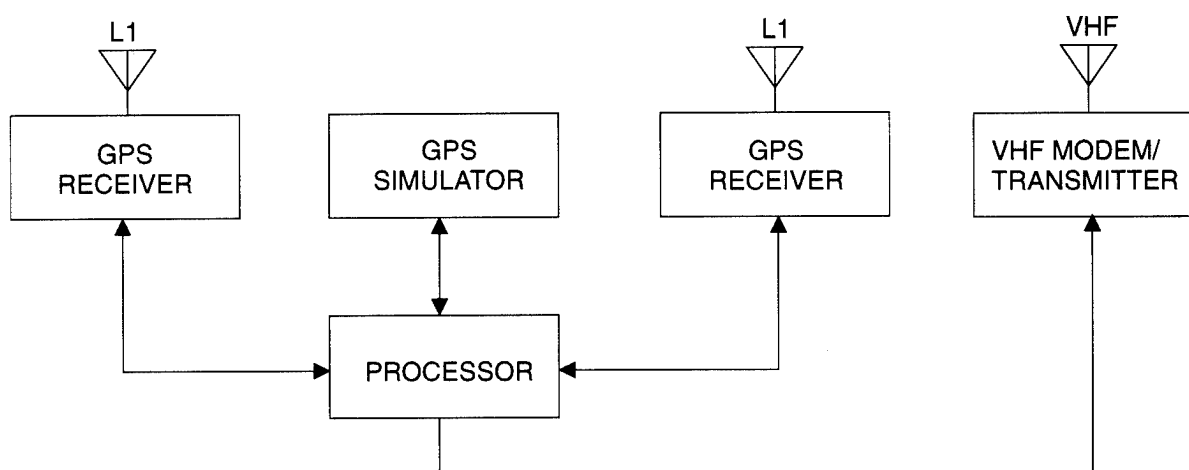 L1
L1
VHF
GPS
RECEIVER
GPS
SIMULATOR
GPS
RECEIVER
VHF MODEM/
TRANSMITTER
PROCESSOR